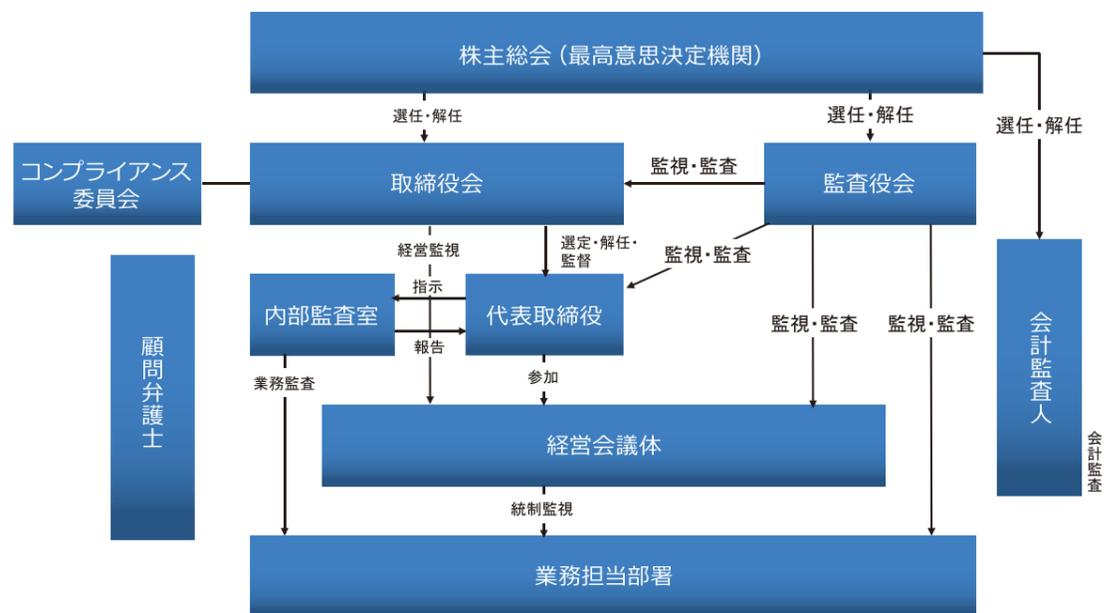 株主総会（最高意思決定機関）
選任・解任
選任・解任
選任・解任
コンプライアンス
委員会
取締役会
監視・監査
監査役会
経営監視
選定・解任・
監督
監視・監査
指示
内部監査室
代表取締役
報告
監視・監査
監視・監査
会計監査人
顧問弁護士
業務監査
参加
経営会議体
会計監査
統制監視
業務担当部署